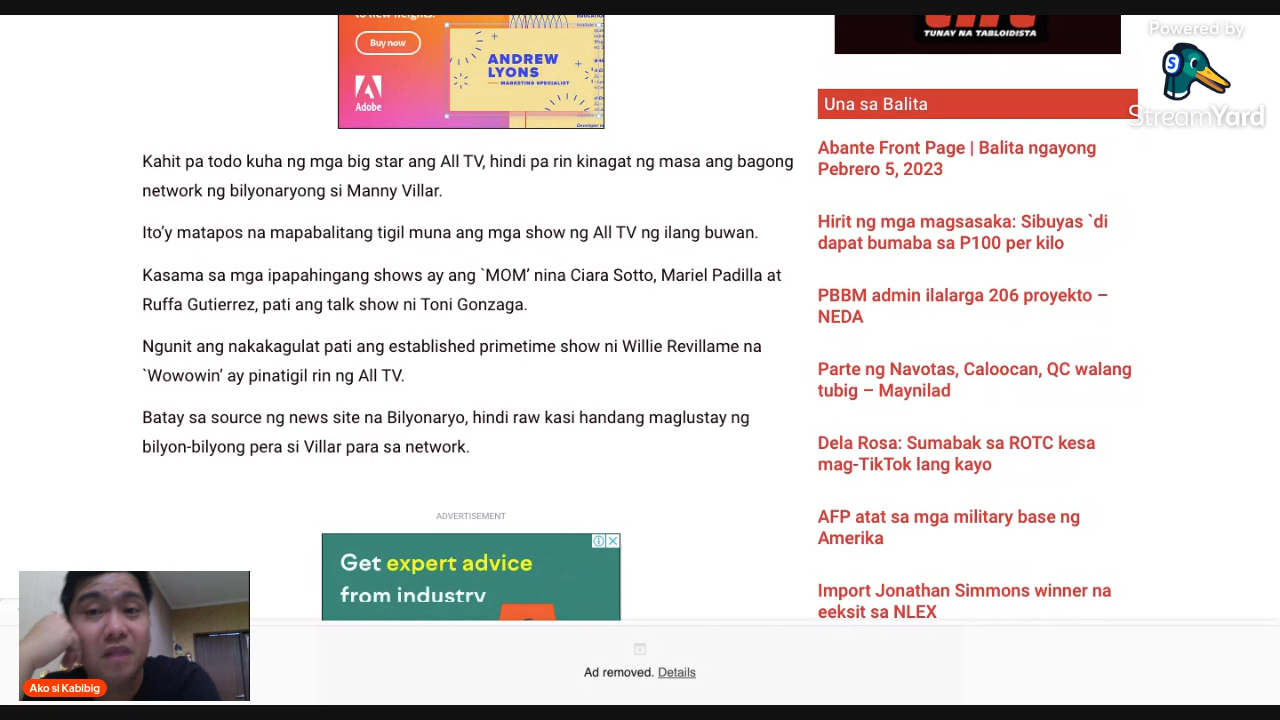 to new heights.
Buy now
Adobe
ANDREW
LYONS
MARKETING SPECIALIST
TUNAY NA TABLOIDISTA
Powered by
StreamYard
Kahit pa todo kuha ng mga big star ang All TV, hindi pa rin kinagat ng masa ang bagong
network ng bilyonaryong si Manny Villar.
Ito'y matapos na mapabalitang tigil muna ang mga show ng All TV ng ilang buwan.
Kasama sa mga ipapahingang shows ay ang `MOM' nina Ciara Sotto, Mariel Padilla at
Ruffa Gutierrez, pati ang talk show ni Toni Gonzaga.
Ngunit ang nakakagulat pati ang established primetime show ni Willie Revillame na
`Wowowin' ay pinatigil rin ng All TV.
Batay sa source ng news site na Bilyonaryo, hindi raw kasi handang maglustay ng
bilyon-bilyong pera si Villar para sa network.
ADVERTISEMENT
Get expert advice
from industry
Una sa Balita
Abante Front Page | Balita ngayong
Pebrero 5, 2023
Hirit ng mga magsasaka: Sibuyas `di
dapat bumaba sa P100 per kilo
PBBM admin ilalarga 206 proyekto –
NEDA
Parte ng Navotas, Caloocan, QC walang
tubig – Maynilad
Dela Rosa: Sumabak sa ROTC kesa
mag-TikTok lang kayo
AFP atat sa mga military base ng
Amerika
Import Jonathan Simmons winner na
eeksit sa NLEX
Ad removed. Details
Ako si Kabibig